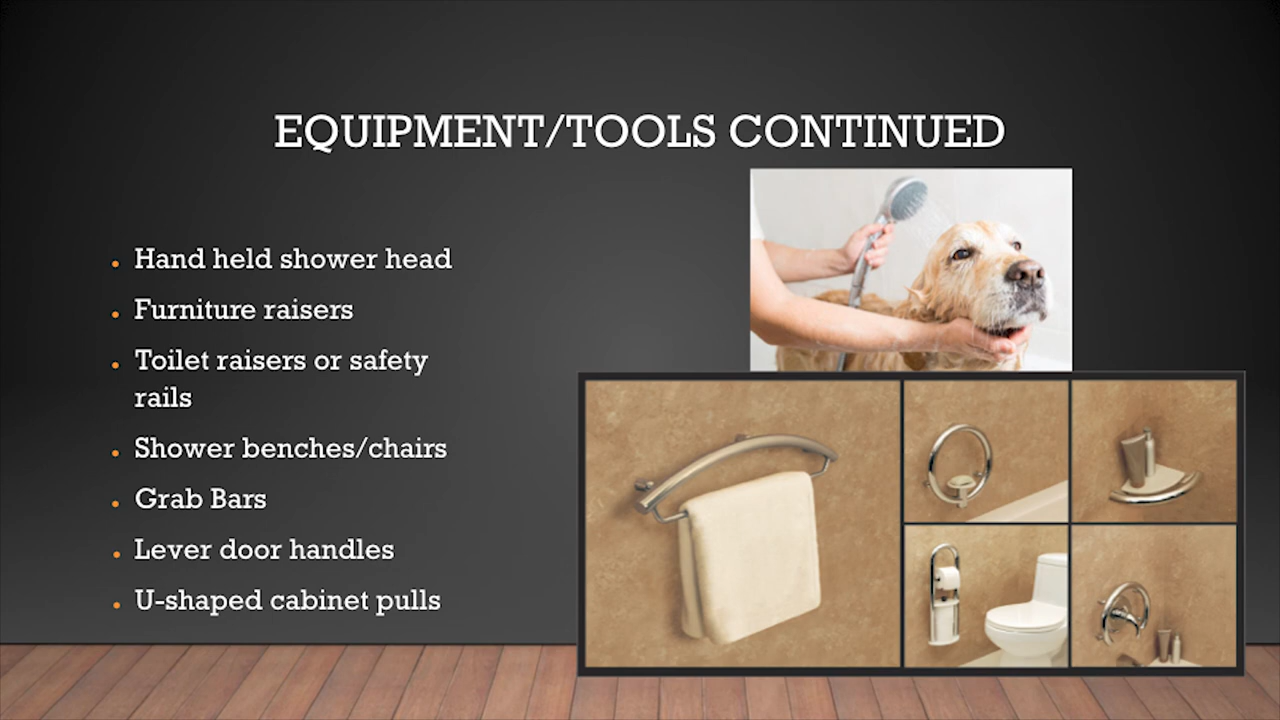 EQUIPMENT/TOOLS CONTINUED
Hand held shower head
Furniture raisers
Toilet raisers or safety
rails
Shower benches/chairs
Grab Bars
Lever door handles
U-shaped cabinet pulls